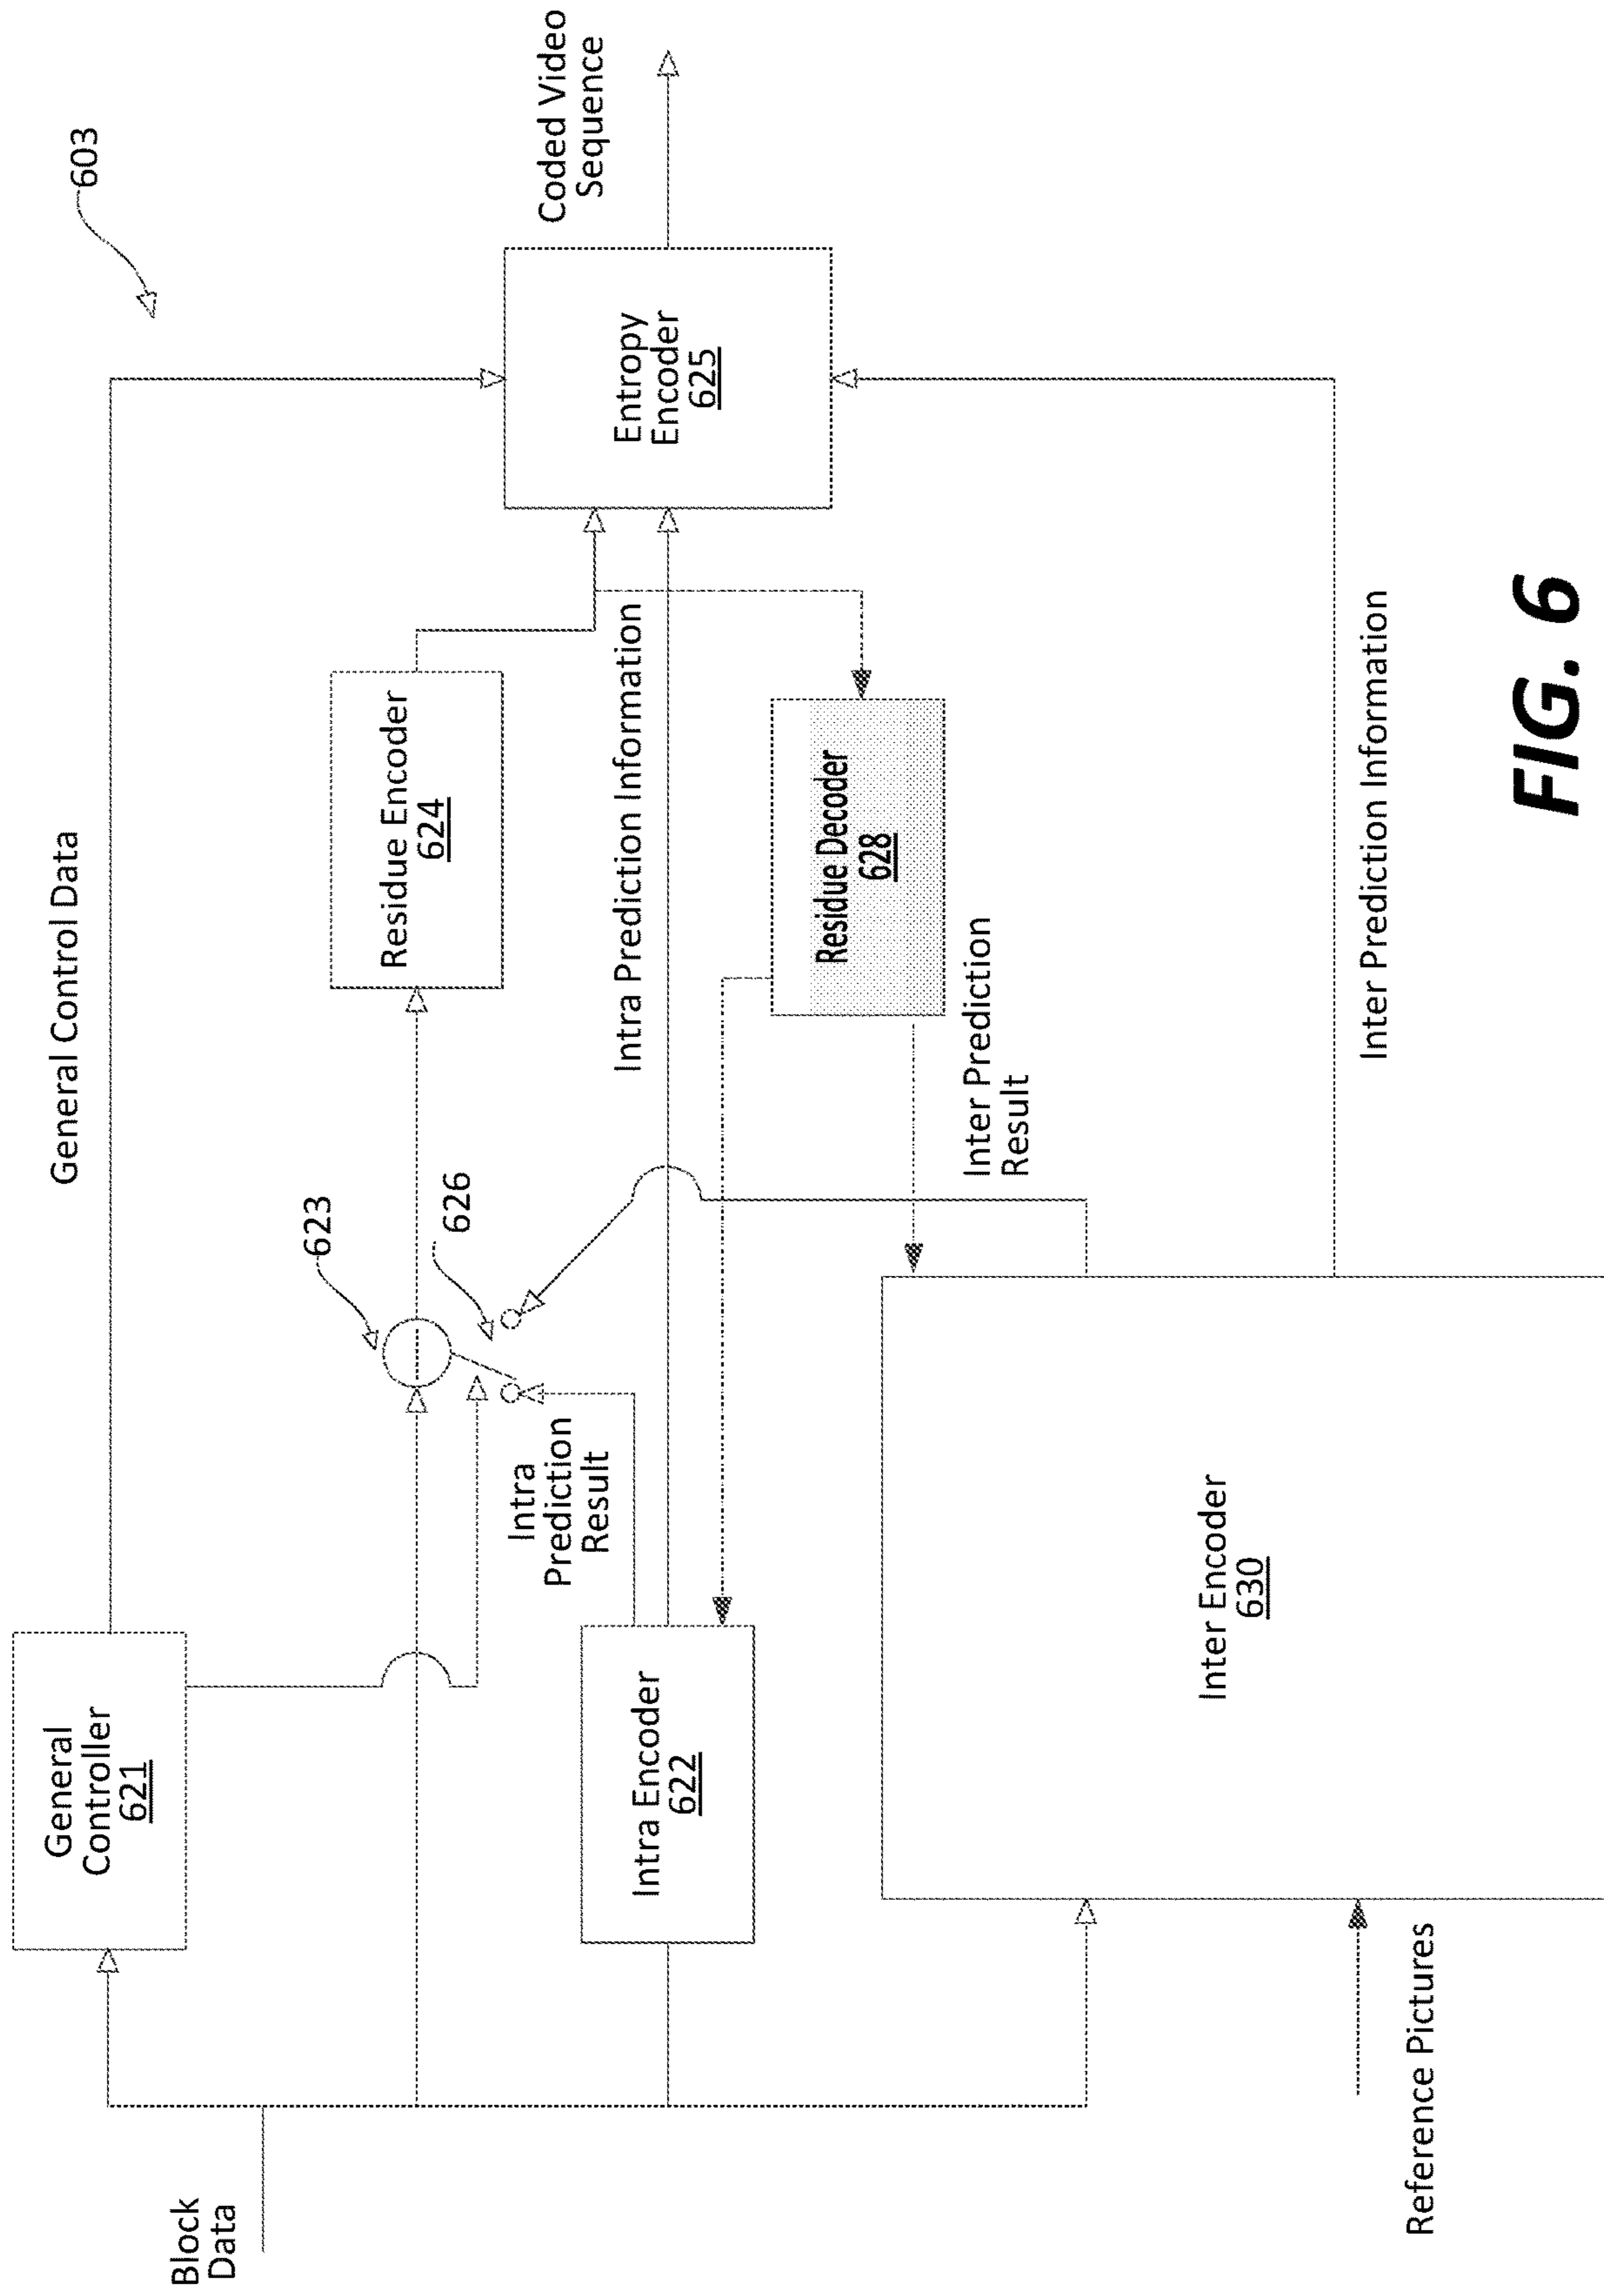 603
General Control Data
General
Controller
621
Block
Data
623
626
Residue Encoder
624
Coded Video
Sequence
Entropy
Encoder
625
Intra
Prediction
Result
Intra Prediction Information
Intra Encoder
622
Residue Decoder
628
Inter Prediction
Result
Inter Encoder
630
Inter Prediction Information
Reference Pictures
FIG. 6